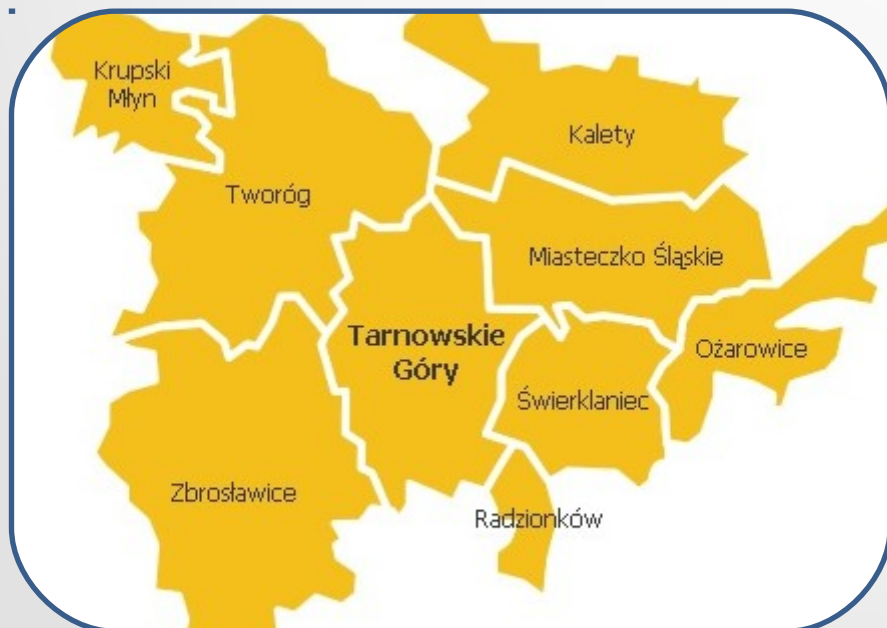 Krupski
Młyn
Kalety
Tworóg
Miasteczko Śląskie
Tarnowskie
Góry
Ożarowice
Świerklaniec
Zbrosławice
Radzionków